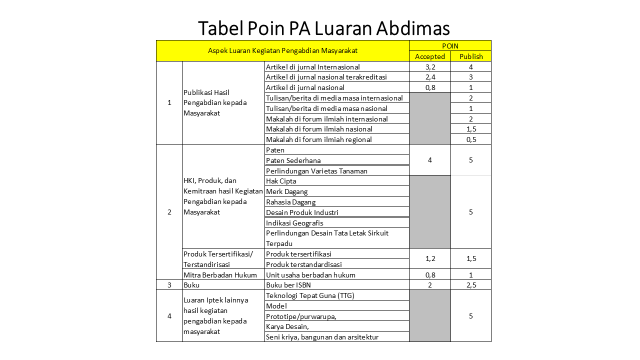 Tabel Poin PA Luaran Abdimas
Aspek Luaran Kegiatan Pengabdian Masyarakat
POIN
Accepted Publish
1
Publikasi Hasil
Pengabdian kepada
Masyarakat
Artikel di jurnal Internasional 3,2 4
Artikel di jurnal nasional terakreditasi 2,4 3
Artikel di jurnal nasional 0,8 1
Tulisan/berita di media masa internasional 2
Tulisan/berita di media masa nasional 1
Makalah di forum ilmiah internasional 2
Makalah di forum ilmiah nasional 1,5
Makalah di forum ilmiah regional 0,5
2
HKI, Produk, dan
Kemitraan hasil Kegiatan
Pengabdian kepada
Masyarakat
Paten
Paten Sederhana 4 5
Perlindungan Varietas Tanaman
Hak Cipta
Merk Dagang
Rahasia Dagang
Desain Produk Industri 5
Indikasi Geografis
Perlindungan Desain Tata Letak Sirkuit
Terpadu
Produk Tersertifikasi/
Terstandirisasi
Produk tersertifikasi
Produk terstandardisasi
1,2 1,5
Mitra Berbadan Hukum Unit usaha berbadan hukum 0,8 1
3 Buku Buku ber ISBN 2 2,5
4
Luaran Iptek lainnya
hasil kegiatan
pengabdian kepada
masyarakat
Teknologi Tepat Guna (TTG)
Model
Prototipe/purwarupa, 5
Karya Desain,
Seni kriya, bangunan dan arsitektur